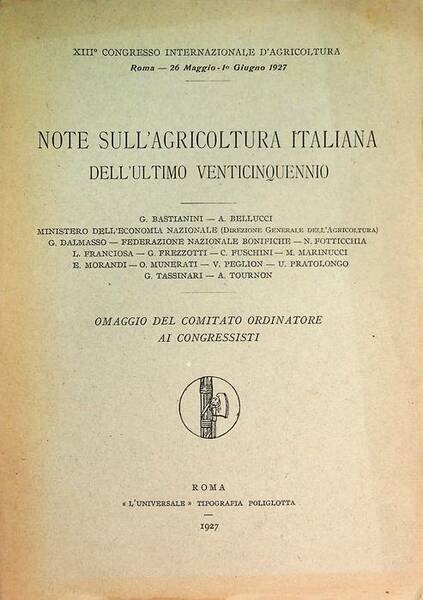 XIIIº CONGRESSO INTERNAZIONALE D'AGRICOLTURA
Roma — 26 Maggio - 1º Giugno 1927
NOTE SULL'AGRICOLTURA ITALIANA
DELL'ULTIMO VENTICINQUENNIO
G. BASTIANINI — A. BELLUCCI
MINISTERO DELL'ECONOMIA NAZIONALE (DIREZIONE GENERALE DELL'AGRICOLTURA)
G. DALMASSO — FEDERAZIONE NAZIONALE BONIFICHE — N. FOTTICCHIA
L. FRANCIOSA — G. FREZZOTTI — C. FUSCHINI — M. MARINUCCI
E. MORANDI — O. MUNERATI — V. PEGLION — U. PRATOLONGO
G. TASSINARI — A. TOURNON
OMAGGIO DEL COMITATO ORDINATORE
AI CONGRESSISTI
ROMA
« L'UNIVERSALE » TIPOGRAFIA POLIGLOTTA
—
1927